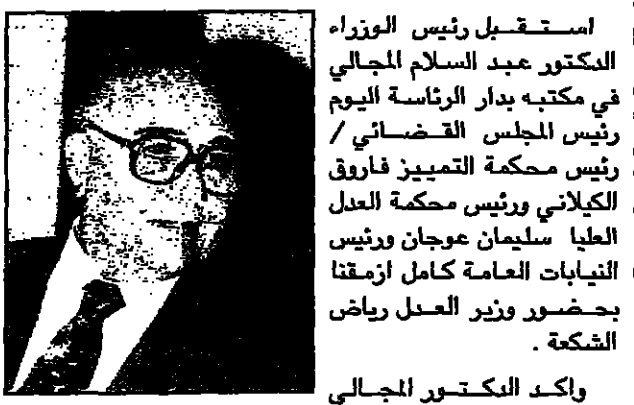 استقبل رئيس الوزراء
الدكتور عبد السلام المجالي
في مكتبه بدار الرئاسة اليوم
رئيس المجلس القضائي /
رئيس محكمة التمييز فاروق
الكيلاني ورئيس محكمة العدل
العليا سليمان عوجان ورئيس
النيابات العامة كامل ازمقنا
بحضور وزير العدل رياض
الشكعة .
واكد الدكتور المجالي